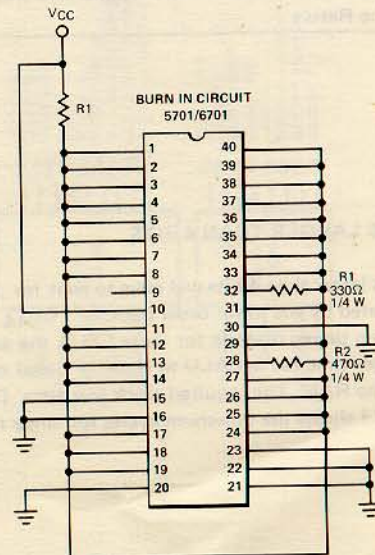 VCC
R1
BURN IN CIRCUIT
5701/6701
1 40
2 39
3 38
4 37
5 36
6 35
7 34
8 33
9 32
10 31
11 30
12 29
13 28
14 27
15 26
16 25
17 24
18 23
19 22
20 21
R1
330Ω
1/4 W
R2
470Ω
1/4 W